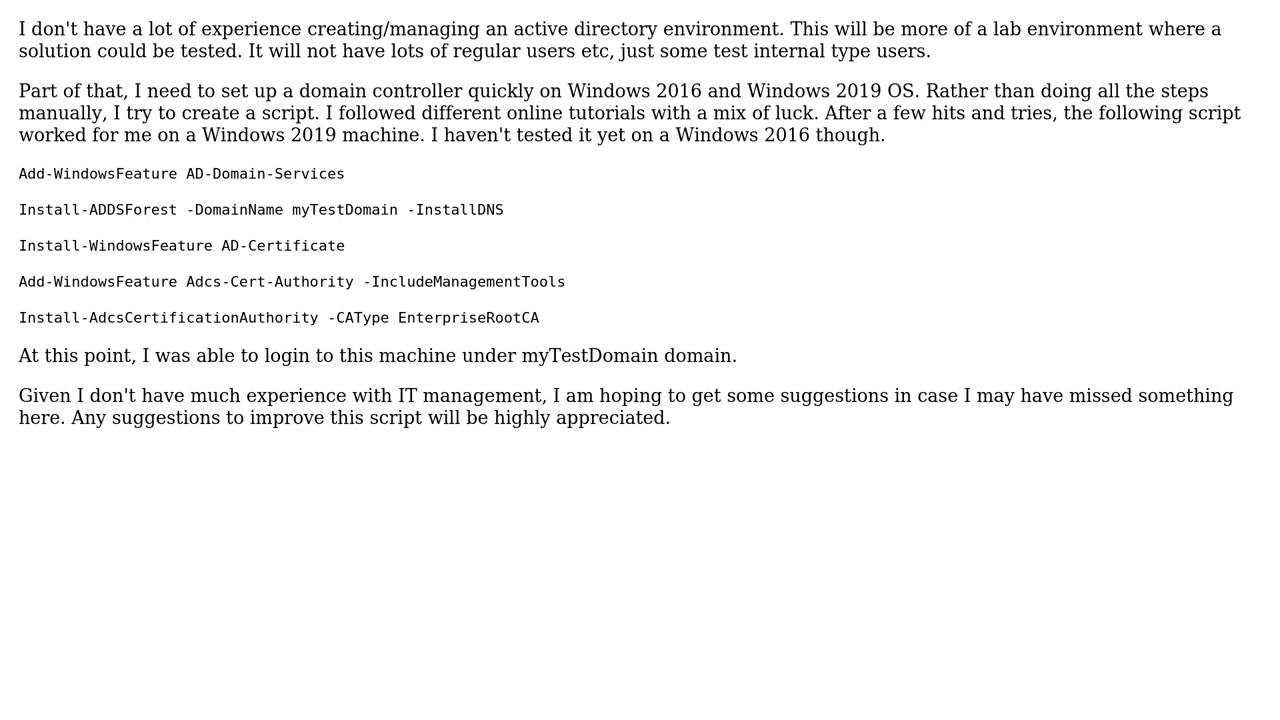 I don't have a lot of experience creating/managing an active directory environment. This will be more of a lab environment where a
solution could be tested. It will not have lots of regular users etc, just some test internal type users.
Part of that, I need to set up a domain controller quickly on Windows 2016 and Windows 2019 OS. Rather than doing all the steps
manually, I try to create a script. I followed different online tutorials with a mix of luck. After a few hits and tries, the following script
worked for me on a Windows 2019 machine. I haven't tested it yet on a Windows 2016 though.
Add-WindowsFeature AD-Domain-Services
Install-ADDSForest -DomainName myTestDomain -InstallDNS
Install-WindowsFeature AD-Certificate
Add-WindowsFeature Adcs-Cert-Authority -IncludeManagementTools
Install-AdcsCertificationAuthority -CAType EnterpriseRootCA
At this point, I was able to login to this machine under myTestDomain domain.
Given I don't have much experience with IT management, I am hoping to get some suggestions in case I may have missed something
here. Any suggestions to improve this script will be highly appreciated.